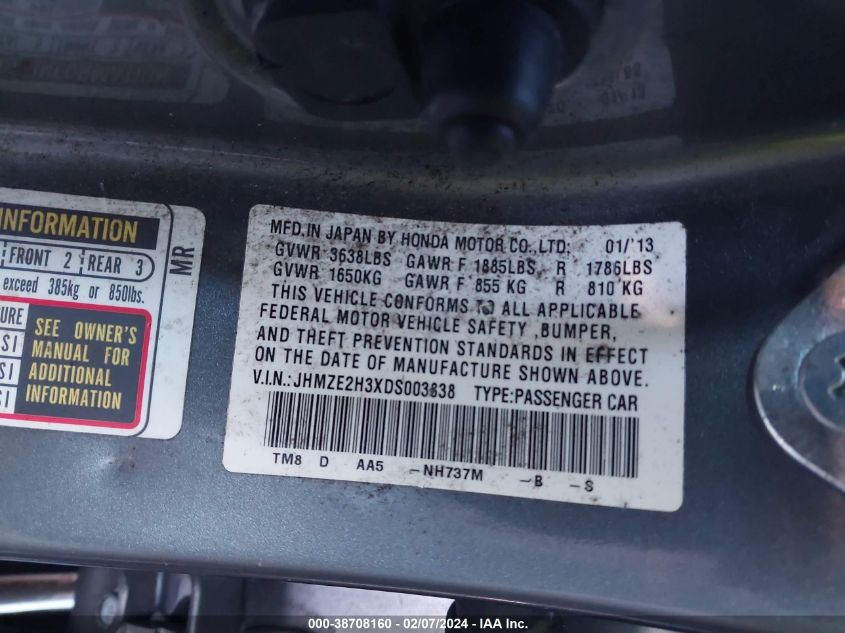 INFORMATION
FRONT 2 REAR 3
exceed 385kg or 850lbs.
SEE OWNER'S
MANUAL FOR
ADDITIONAL
INFORMATION
MR
MFD.IN JAPAN BY HONDA MOTOR CO.,LTD: 01/'13
GVWR 3638LBS GAWR F 1885LBS R 1786LBS
GVWR 1650KG GAWR F 855 KG R 810 KG
THIS VEHICLE CONFORMS TO ALL APPLICABLE
FEDERAL MOTOR VEHICLE SAFETY ,BUMPER,
AND THEFT PREVENTION STANDARDS IN EFFECT
ON THE DATE OF MANUFACTURE SHOWN ABOVE.
V.I.N.:JHMZE2H3XDS003838 TYPE:PASSENGER CAR
TM8 D AA5 -NH737M -B -S
000-38708160 - 02/07/2024 - IAA Inc.